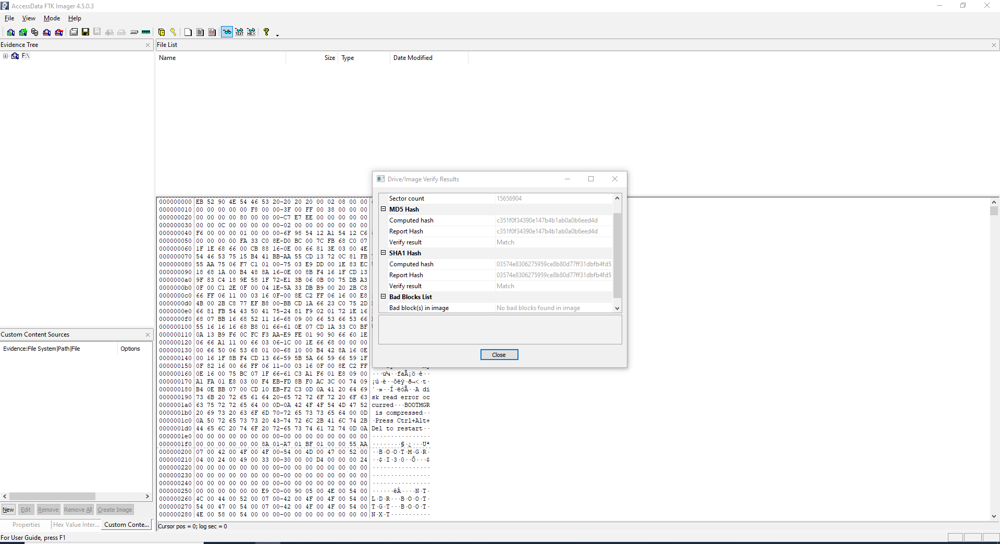 AccessData FTK Imager 4.5.0.3
File View Mode Help
Evidence Tree
F:\
File List
Name Size Type Date Modified
Custom Content Sources
Evidence:File System|Path|File Options
New Edit Remove Remove All Create Image
Properties Hex Value Inter... Custom Conte...
000000000 EB 52 90 4E 54 46 53 20-20 20 20 00 02 08 00 00
000000010 00 00 00 00 00 F8 00 00-3F 00 FF 00 38 00 00 00
000000020 00 00 00 00 80 00 00 00-C7 E7 EE 00 00 00 00 00
000000030 00 00 0C 00 00 00 00 00-02 00 00 00 00 00 00 00
000000040 F6 00 00 00 01 00 00 00-6F 98 54 12 A1 54 12 C6
000000050 00 00 00 00 FA 33 C0 8E-D0 BC 00 7C FB 68 C0 07
000000060 1F 1E 68 66 00 CB 88 16-0E 00 66 81 3E 03 00 4E
000000070 54 46 53 75 15 B4 41 BB-AA 55 CD 13 72 0C 81 FB
000000080 55 AA 75 06 F7 C1 01 00-75 03 E9 DD 00 1E 83 EC
000000090 18 68 1A 00 B4 48 8A 16-0E 00 8B F4 16 1F CD 13
0000000a0 9F 83 C4 18 9E 58 1F 72-E1 3B 06 0B 00 75 DB A3
0000000b0 0F 00 C1 2E 0F 00 04 1E-5A 33 DB B9 00 20 2B C8
0000000c0 66 FF 06 11 00 03 16 0F-00 8E C2 FF 06 16 00 E8
0000000d0 4B 00 2B C8 77 EF B8 00-BB CD 1A 66 23 C0 75 2D
0000000e0 66 81 FB 54 43 50 41 75-24 81 F9 02 01 72 1E 16
0000000f0 68 07 BB 16 68 52 11 16-68 09 00 66 53 66 53 66
000000100 55 16 16 16 68 B8 01 66-61 0E 07 CD 1A 33 C0 BF
000000110 0A 13 B9 F6 0C FC F3 AA-E9 FE 01 90 90 66 60 1E
000000120 06 66 A1 11 00 66 03 06-1C 00 1E 66 68 00 00 00
000000130 00 66 50 06 53 68 01 00-68 10 00 B4 42 8A 16 0E
000000140 00 16 1F 8B F4 CD 13 66-59 5B 5A 66 59 66 59 1F
000000150 0F 82 16 00 66 FF 06 11-00 03 16 0F 00 8E C2 FF
000000160 0E 16 00 75 BC 07 1F 66-61 C3 A1 F6 01 E8 09 00 ···u¼··faÃ¡ö·è··
000000170 A1 FA 01 E8 03 00 F4 EB-FD 8B F0 AC 3C 00 74 09 ¡ú·è··ôëý·ð¬<·t·
000000180 B4 0E BB 07 00 CD 10 EB-F2 C3 0D 0A 41 20 64 69 ´·»··Í·ëòÃ··A di
000000190 73 6B 20 72 65 61 64 20-65 72 72 6F 72 20 6F 63 sk read error oc
0000001a0 63 75 72 72 65 64 00 0D-0A 42 4F 4F 54 4D 47 52 curred···BOOTMGR
0000001b0 20 69 73 20 63 6F 6D 70-72 65 73 73 65 64 00 0D is compressed··
0000001c0 0A 50 72 65 73 73 20 43-74 72 6C 2B 41 6C 74 2B ·Press Ctrl+Alt+
0000001d0 44 65 6C 20 74 6F 20 72-65 73 74 61 72 74 0D 0A Del to restart··
0000001e0 00 00 00 00 00 00 00 00-00 00 00 00 00 00 00 00 ················
0000001f0 00 00 00 00 00 00 8A 01-A7 01 BF 01 00 00 55 AA ········§·¿···Uª
000000200 07 00 42 00 4F 00 4F 00-54 00 4D 00 47 00 52 00 ··B·O·O·T·M·G·R·
000000210 04 00 24 00 49 00 33 00-30 00 00 D4 00 00 00 24 ··$·I·3·0··Ô···$
000000220 00 00 00 00 00 00 00 00-00 00 00 00 00 00 00 00 ················
000000230 00 00 00 00 00 00 00 00-00 00 00 00 00 00 00 00 ················
000000240 00 00 00 00 00 00 00 00-00 00 00 00 00 00 00 00 ················
000000250 00 00 00 00 00 00 E9 C0-00 90 05 00 4E 00 54 00 ······éÀ····N·T·
000000260 4C 00 44 00 52 00 07 00-42 00 4F 00 4F 00 54 00 L·D·R···B·O·O·T·
000000270 54 00 47 00 54 00 07 00-42 00 4F 00 4F 00 54 00 T·G·T···B·O·O·T·
000000280 4E 00 58 00 54 00 00 00-00 00 00 00 00 00 00 00 N·X·T···········
Drive/Image Verify Results
Sector count 15656904
MD5 Hash
Computed hash c351f0f34390e147b4b1ab0a0b6eed4d
Report Hash c351f0f34390e147b4b1ab0a0b6eed4d
Verify result Match
SHA1 Hash
Computed hash 03574e8306275959ce8b80d77ff31dbfb4fd5
Report Hash 03574e8306275959ce8b80d77ff31dbfb4fd5
Verify result Match
Bad Blocks List
Bad block(s) in image No bad blocks found in image
Close
Cursor pos = 0; log sec = 0
For User Guide, press F1